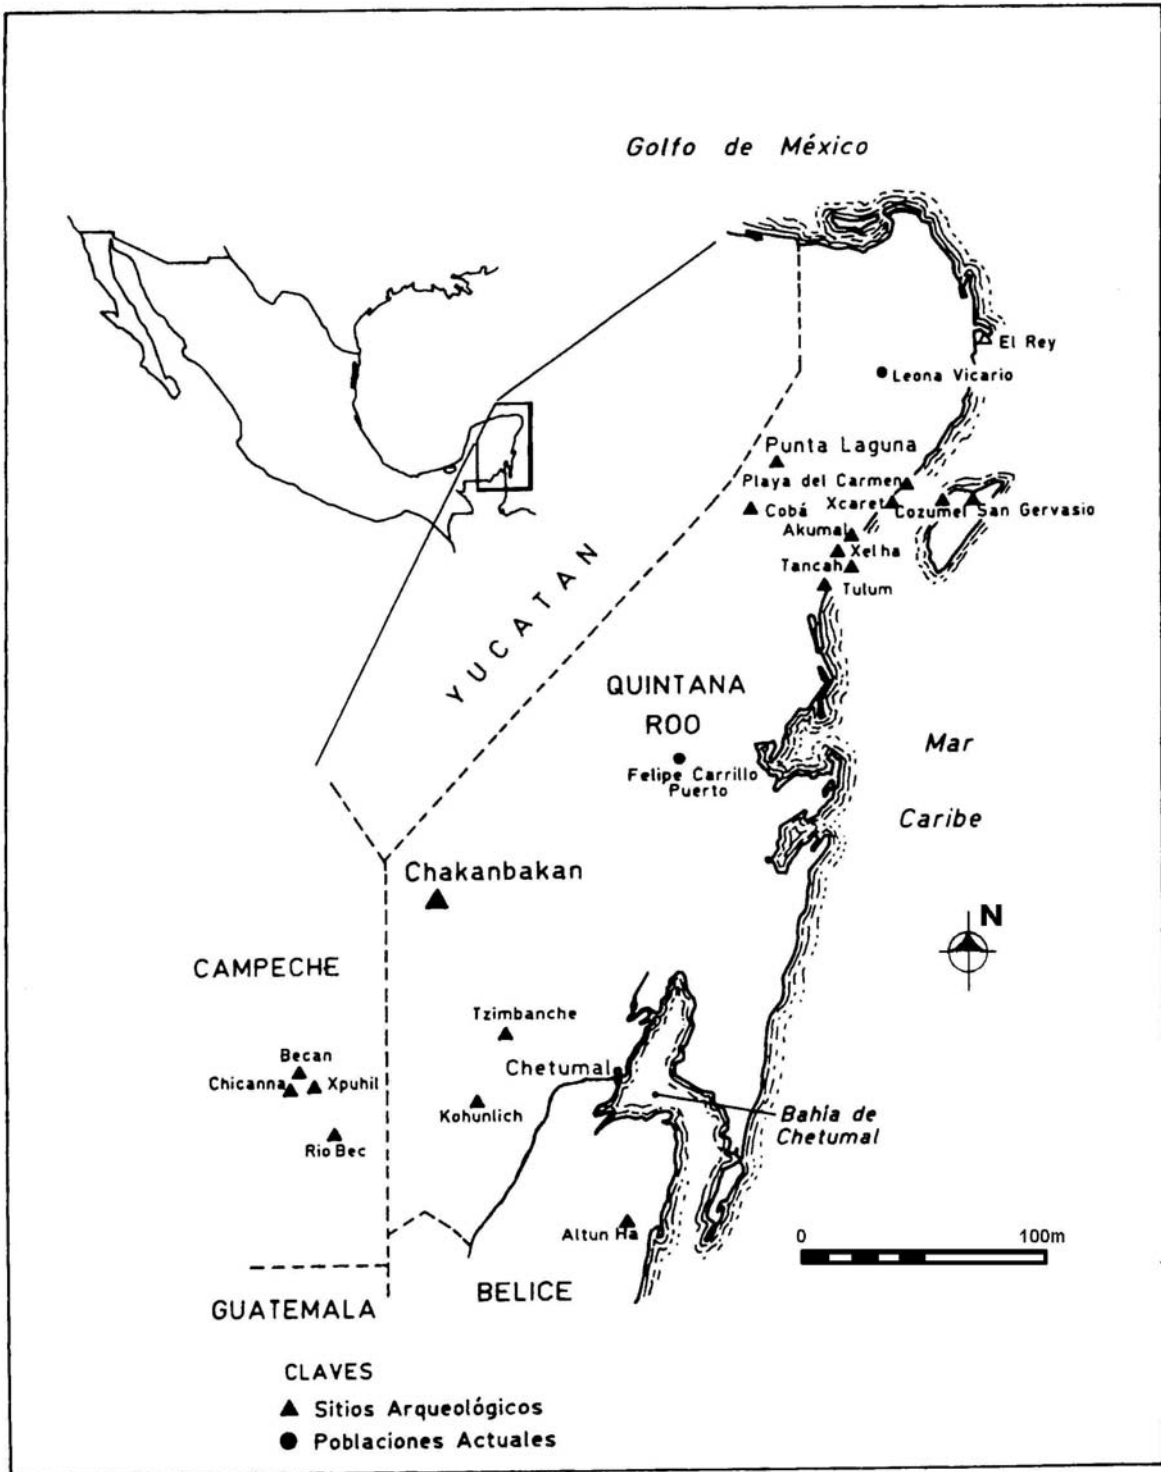 Golfo de México
El Rey
Leona Vicario
Punta Laguna
Playa del Carmen
Cobá
Xcaret
Cozumel
San Gervasio
Akumal
Xelha
Tancah
Tulum
YUCATAN
QUINTANA
ROO
Mar
Caribe
Felipe Carrillo
Puerto
Chakanbakan
N
CAMPECHE
Tzimbanche
Becan
Chicanna
Xpuhil
Chetumal
Kohunlich
Bahía de
Chetumal
Rio Bec
Altun Ha
0 100m
BELICE
GUATEMALA
CLAVES
Sitios Arqueológicos
Poblaciones Actuales